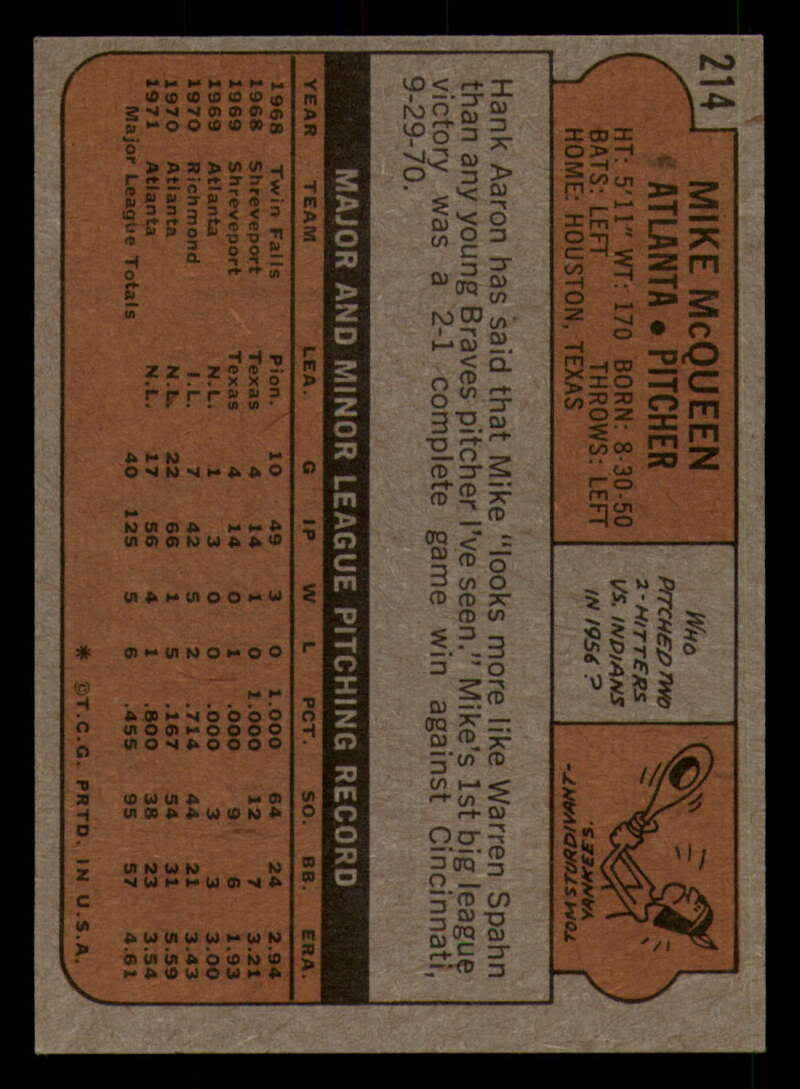 214
MIKE McQUEEN
ATLANTA • PITCHER
HT: 5'11" WT: 170 BORN: 8-30-50
BATS: LEFT THROWS: LEFT
HOME: HOUSTON, TEXAS
WHO
PITCHED TWO
2-HITTERS
VS. INDIANS
IN 1956?
TOM STURDIVANT-
YANKEES.
Hank Aaron has said that Mike "looks more like Warren Spahn
than any young Braves pitcher I've seen." Mike's 1st big league
victory was a 2-1 complete game win against Cincinnati,
9-29-70.
MAJOR AND MINOR LEAGUE PITCHING RECORD
YEAR TEAM LEA. G IP W L PCT. SO. BB. ERA.
1968 Twin Falls Pion. 10 49 3 0 1.000 64 24 2.94
1968 Shreveport Texas 4 14 1 0 1.000 12 7 3.21
1969 Shreveport Texas 4 14 0 1 .000 9 6 1.93
1969 Atlanta N.L. 1 3 0 0 .000 3 3 3.00
1970 Richmond I.L. 7 42 5 2 .714 44 21 3.43
1970 Atlanta N.L. 22 66 1 5 .167 54 31 5.59
1971 Atlanta N.L. 17 56 4 1 .800 38 23 3.54
Major League Totals 40 125 5 6 .455 95 57 4.61
* ©T.C.G. PRTD. IN U.S.A.